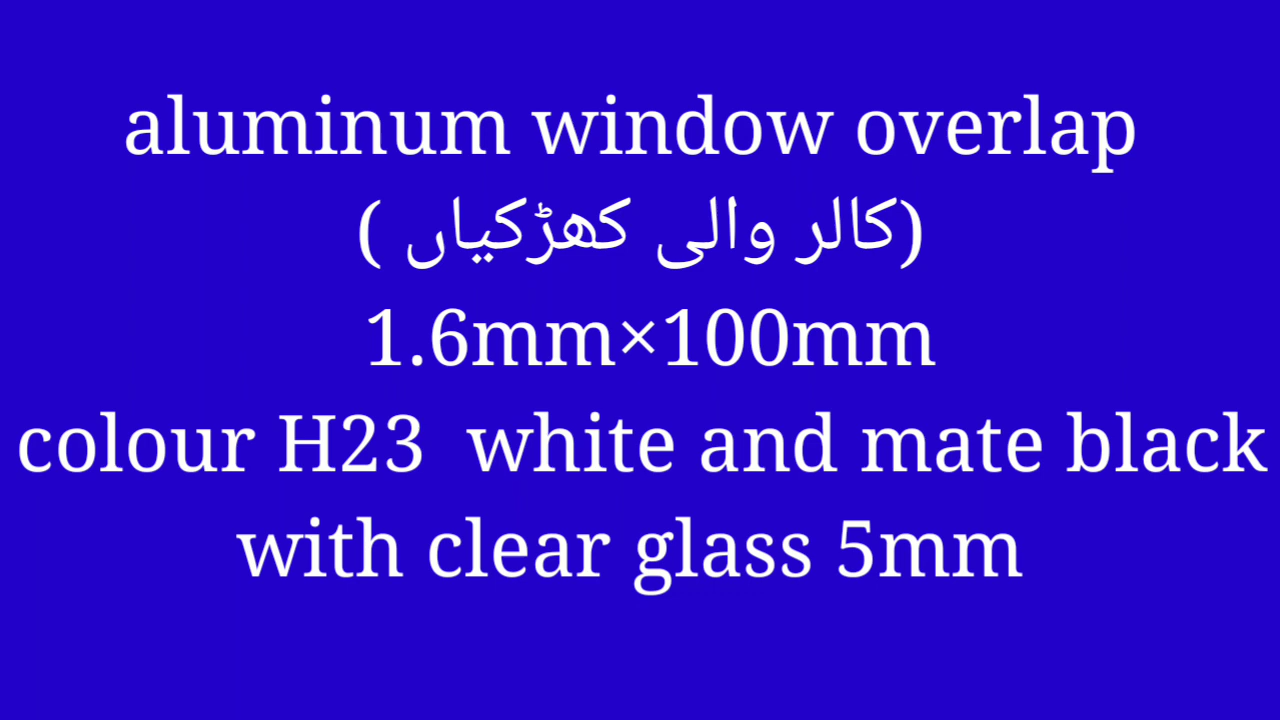 aluminum window overlap
(کالر والی کھڑکیاں )
1.6mm×100mm
colour H23  white and mate black
with clear glass 5mm